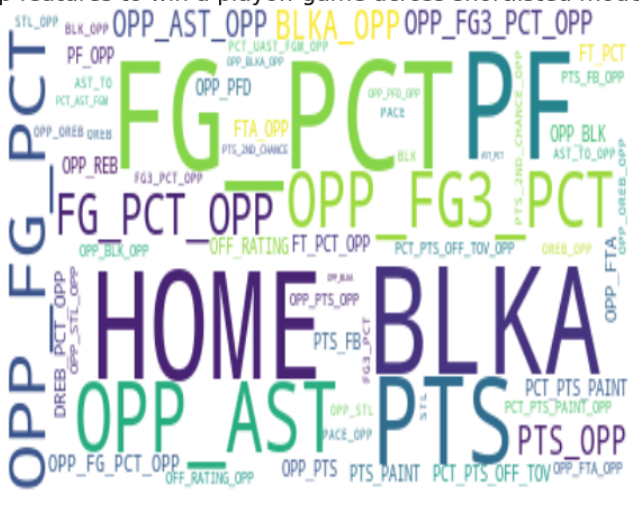 features to win a playoff game across shortlisted mod
STL_OPP
BLK_OPP
OPP_AST_OPP
BLKA_OPP
OPP_FG3_PCT_OPP
PF_OPP
PCT_UAST_FGM_OPP
OPP_BLKA_OPP
FT_PCT
PTS_FB_OPP
AST_TO
PCT_AST_FGM
OPP_PFD
OPP_PFD_OPP
PACE
FG_PCT
PF
OPP_OREB
OREB
FTA_OPP
PTS_2ND_CHANCE
BLK
AST_PCT
PTS_2ND_CHANCE_OPP
OPP_BLK
AST_TO_OPP
OPP_REB
FG3_PCT_OPP
OPP_FG3_PCT
OPP_OREB_OPP
OPP_FG_PCT
FG_PCT_OPP
OPP_BLK_OPP
OFF_RATING
FT_PCT_OPP
PCT_PTS_OFF_TOV_OPP
OREB_OPP
OPP_FTA
DREB_PCT_OPP
OPP_STL_OPP
HOME
OPP_BLKA
OPP_PTS_OPP
PTS_FB
FG3_PCT
BLKA
OPP_AST
OPP_STL
PACE_OPP
PTS
STL
PCT_PTS_PAINT
PCT_PTS_PAINT_OPP
PTS_OPP
OPP_FG_PCT_OPP
OFF_RATING_OPP
OPP_PTS
PTS_PAINT
PCT_PTS_OFF_TOV
OPP_FTA_OPP